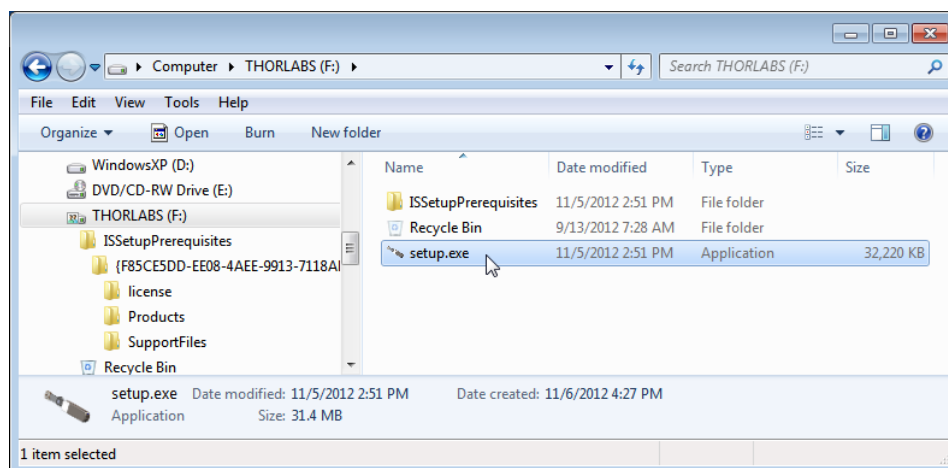 Computer THORLABS (F:) Search THORLABS (F:)
File Edit View Tools Help
Organize Open Burn New folder
WindowsXP (D:)
DVD/CD-RW Drive (E:)
THORLABS (F:)
ISSetupPrerequisites
{F85CE5DD-EE08-4AEE-9913-7118A
license
Products
SupportFiles
Recycle Bin
Name Date modified Type Size
ISSetupPrerequisites 11/5/2012 2:51 PM File folder
Recycle Bin 9/13/2012 7:28 AM File folder
setup.exe 11/5/2012 2:51 PM Application 32,220 KB
setup.exe Date modified: 11/5/2012 2:51 PM Date created: 11/6/2012 4:27 PM
Application Size: 31.4 MB
1 item selected